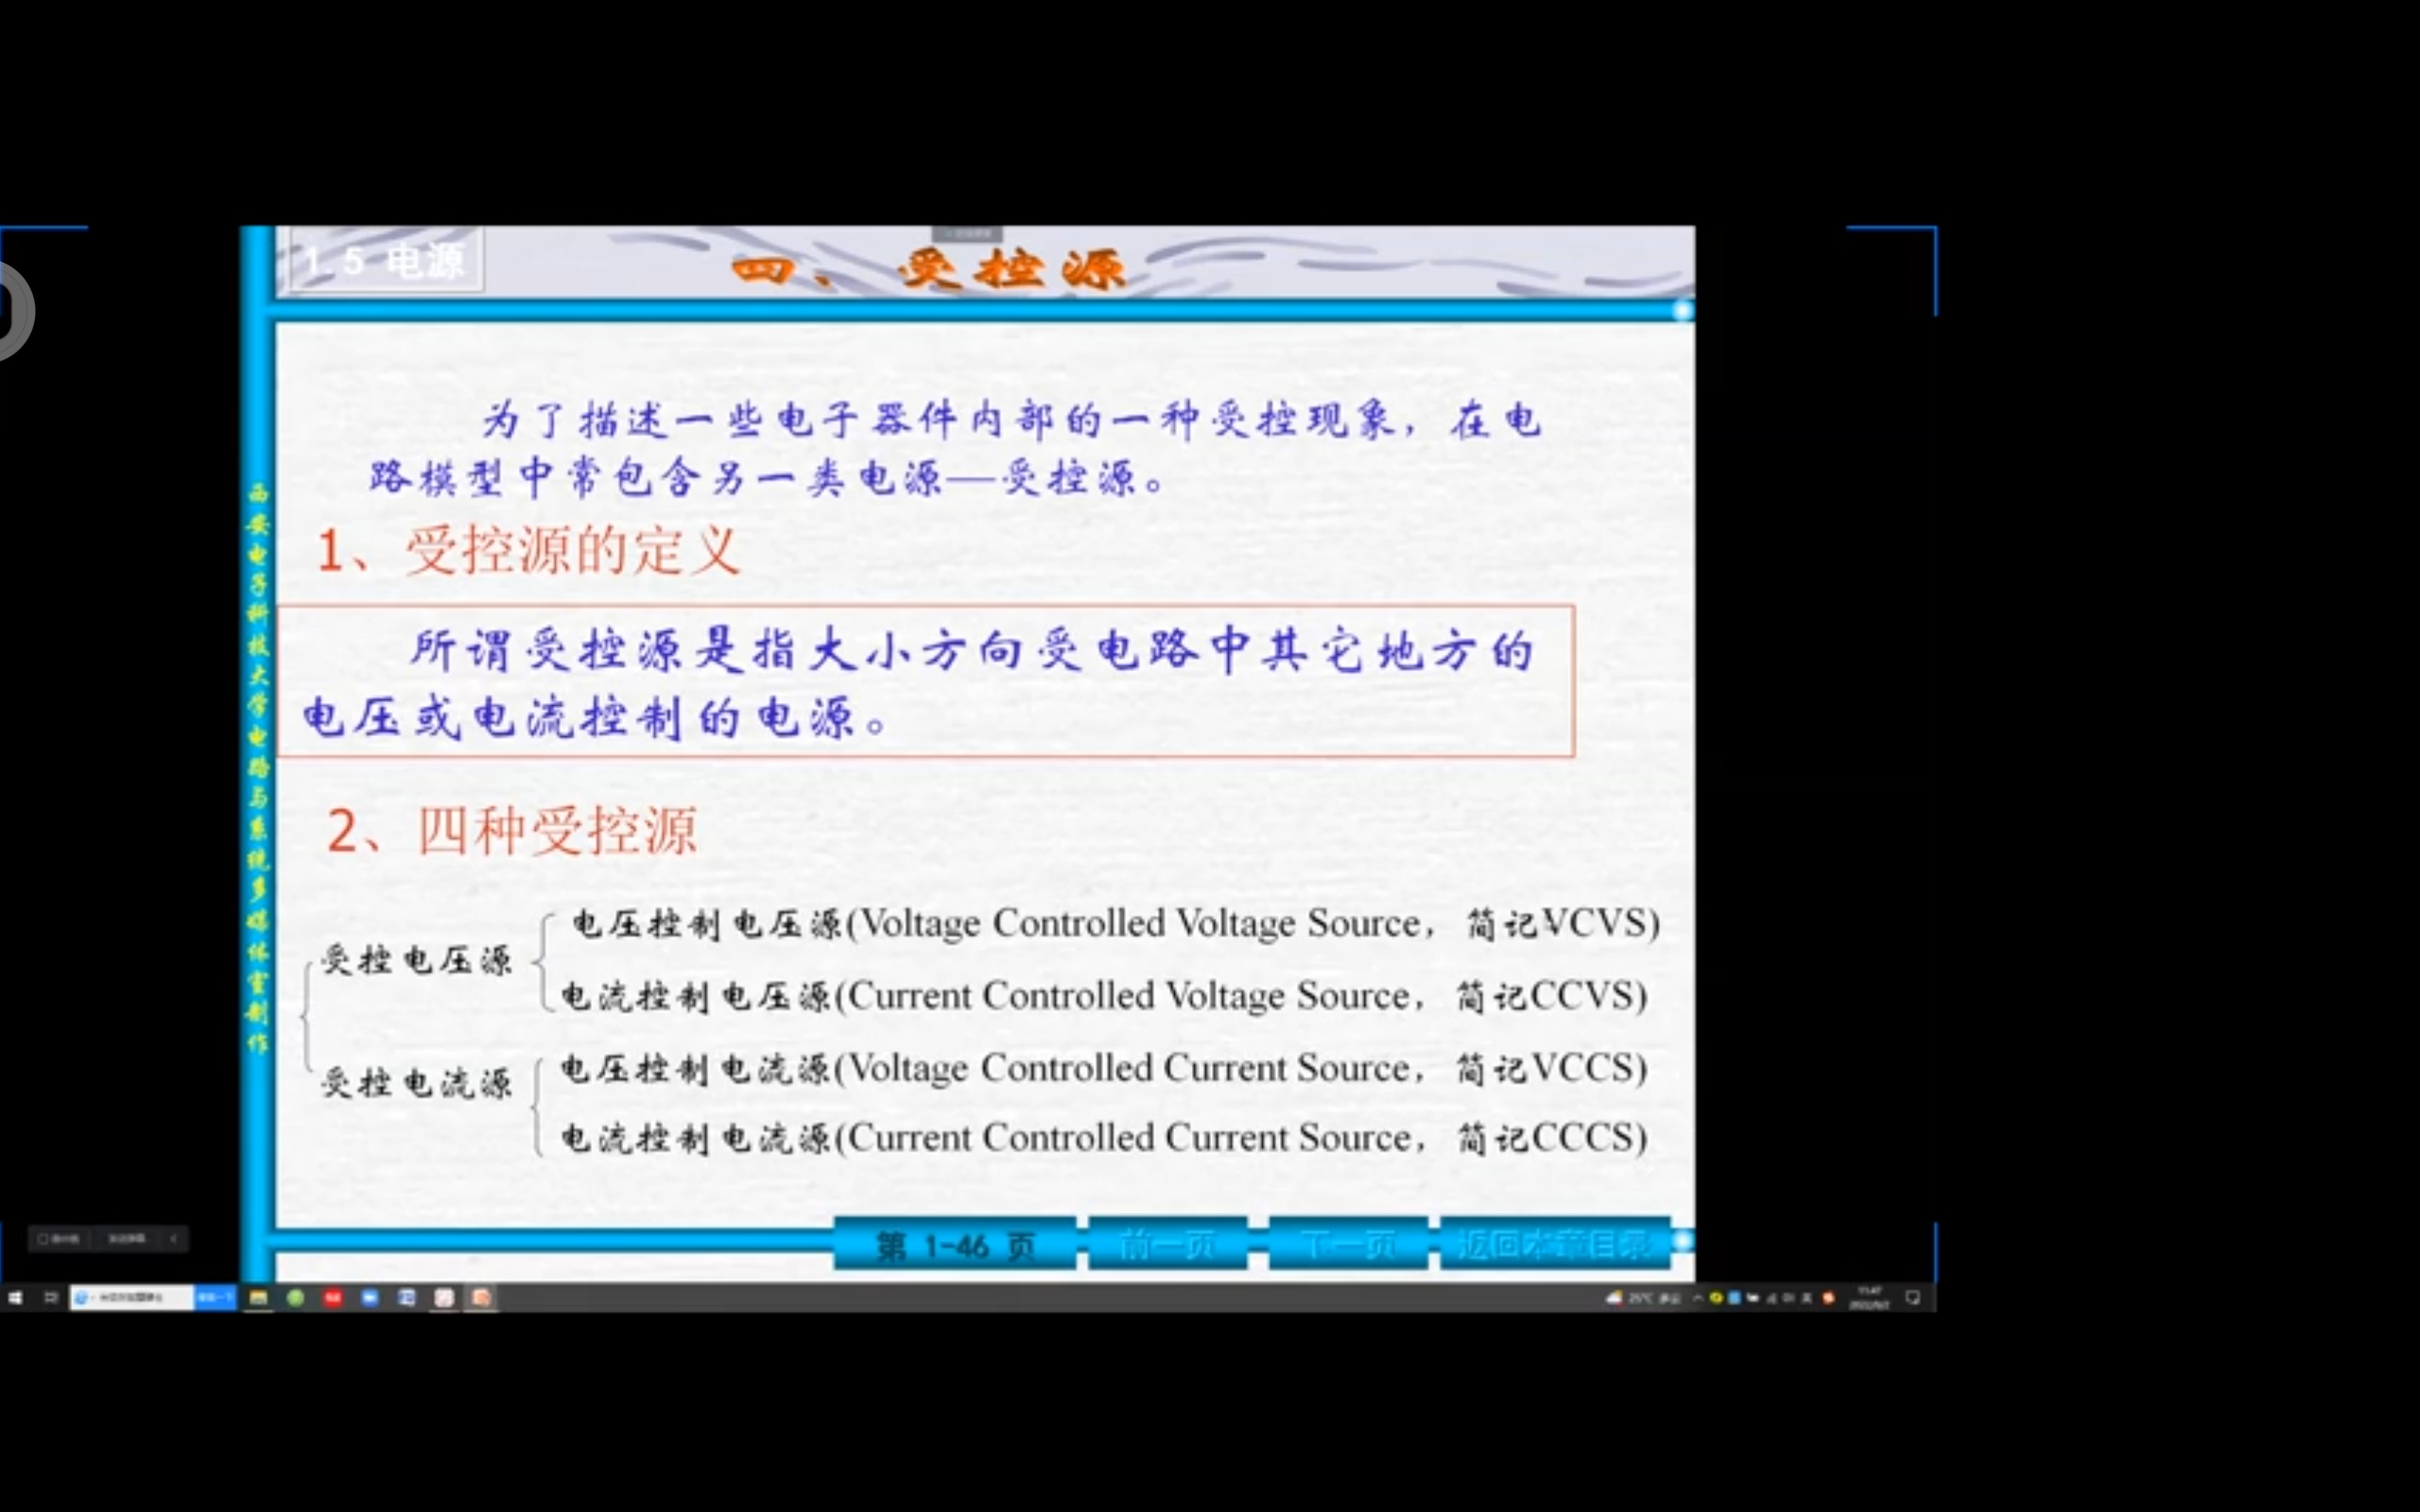 1.5 电源
四、受控源
为了描述一些电子器件内部的一种受控现象，在电
路模型中常包含另一类电源—受控源。
1、受控源的定义
所谓受控源是指大小方向受电路中其它地方的
电压或电流控制的电源。
2、四种受控源
电压控制电压源(Voltage Controlled Voltage Source， 简记VCVS)
受控电压源
电流控制电压源(Current Controlled Voltage Source， 简记CCVS)
电压控制电流源(Voltage Controlled Current Source， 简记VCCS)
受控电流源
电流控制电流源(Current Controlled Current Source， 简记CCCS)
西安电子科技大学电路与系统多媒体室制作
第 1-46 页
前一页
下一页
返回本章目录
25°C 多云